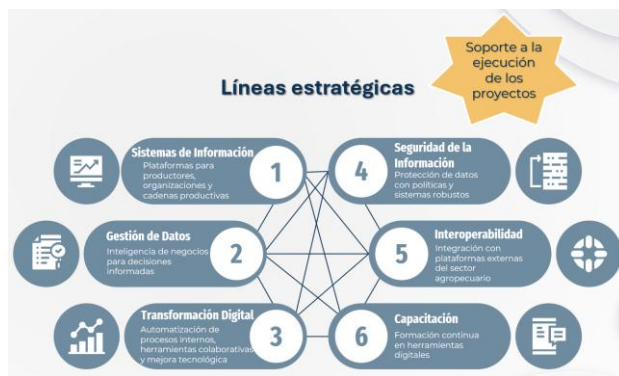 Líneas estratégicas
Soporte a la
ejecución
de los
proyectos
Sistemas de Información
Plataformas para
productores,
organizaciones y
cadenas productivas
1
Gestión de Datos
Inteligencia de negocios
para decisiones
informadas
2
Transformación Digital
Automatización de
procesos internos,
herramientas colaborativas
y mejora tecnológica
3
4
Seguridad de la
Información
Protección de datos
con políticas y
sistemas robustos
5
Interoperabilidad
Integración con
plataformas externas
del sector
agropecuario
6
Capacitación
Formación continua
en herramientas
digitales